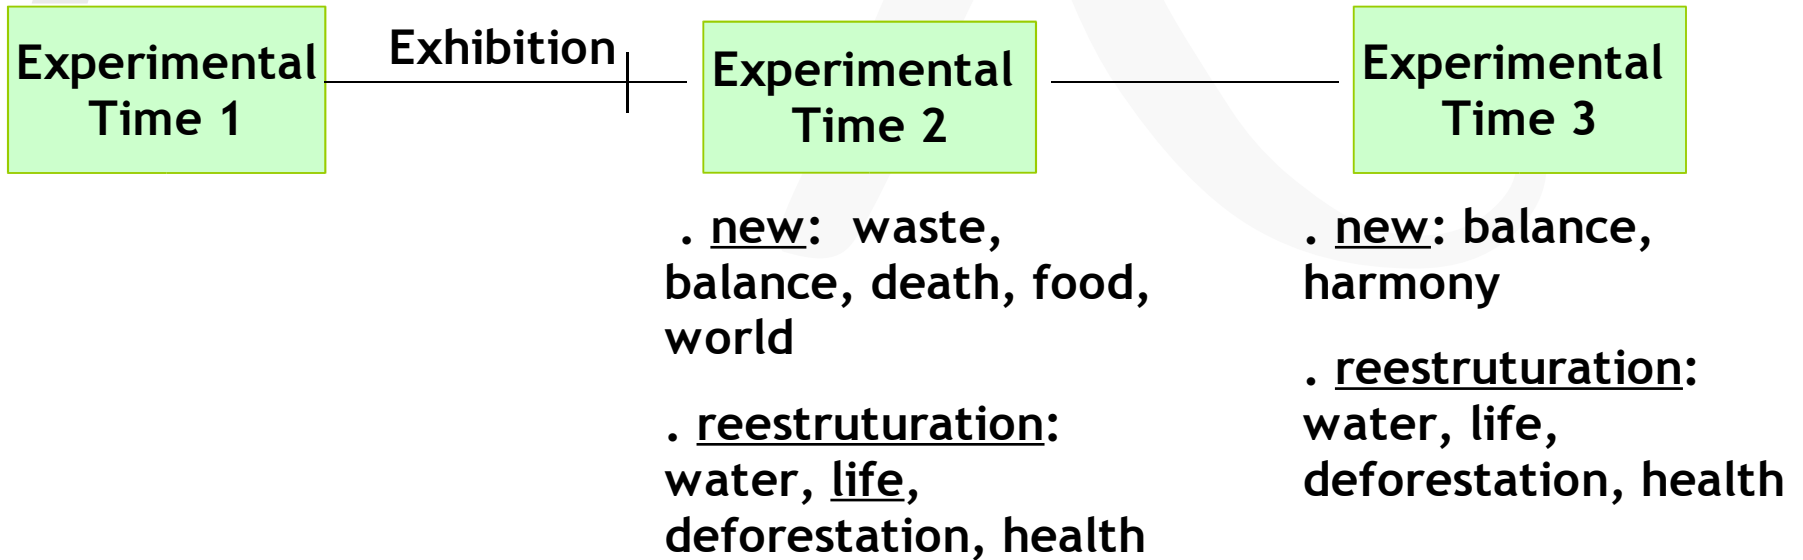 Experimental
Time 1
Exhibition
Experimental
Time 2
Experimental
Time 3
. new:  waste,
balance, death, food,
world
. reestruturation:
water, life,
deforestation, health
. new: balance,
harmony
. reestruturation:
water, life,
deforestation, health